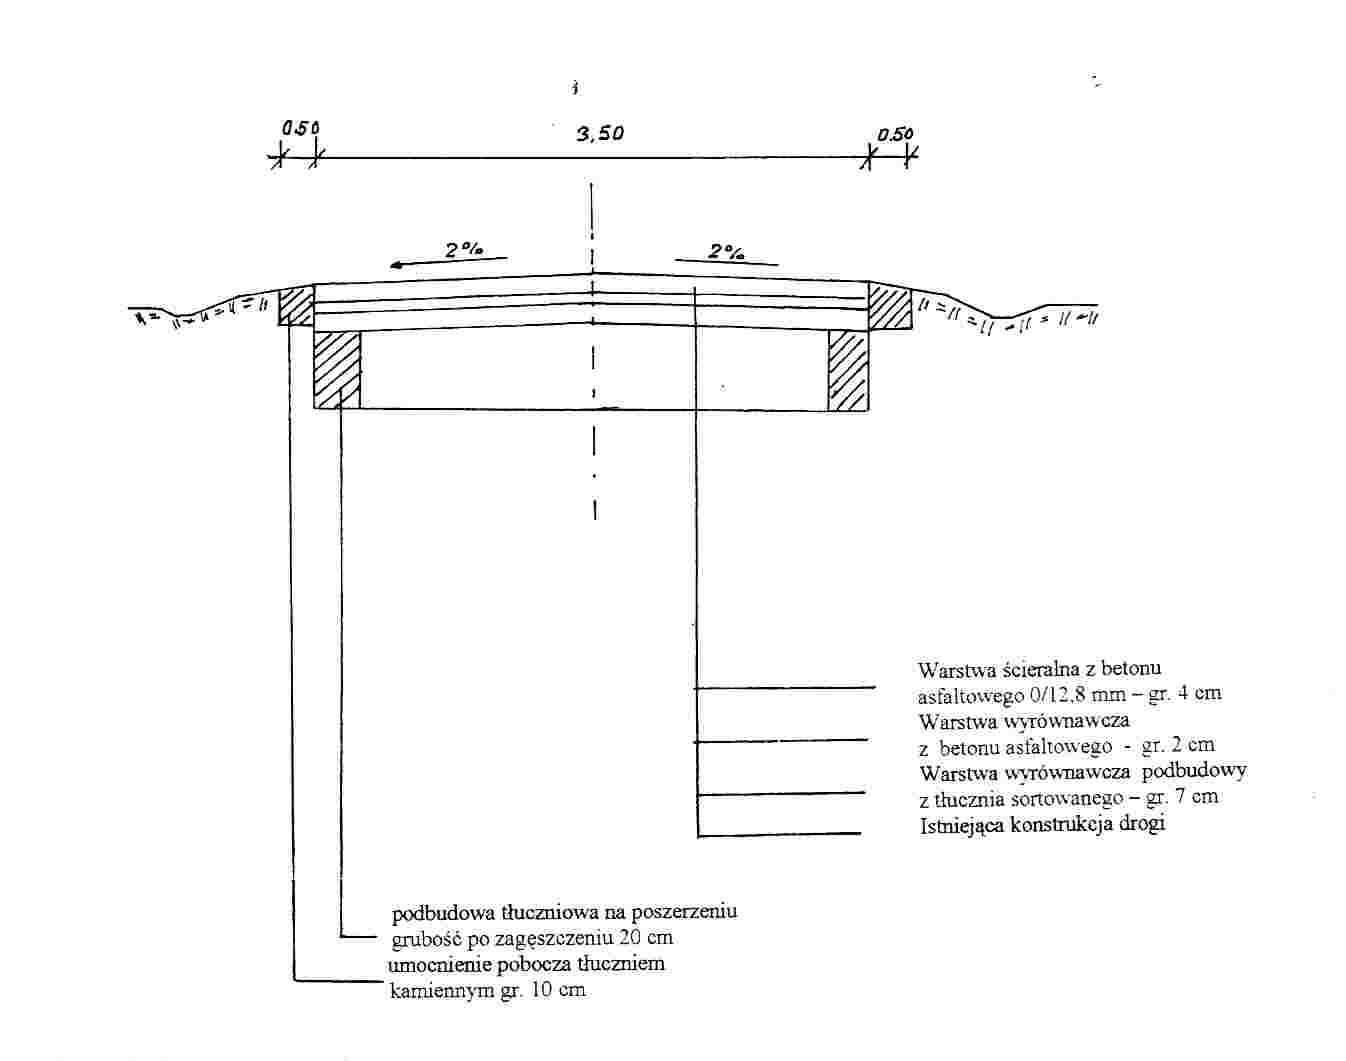 0.50 3,50 0.50
2% 2%
Warstwa ścieralna z betonu
asfaltowego 0/12,8 mm – gr. 4 cm
Warstwa wyrównawcza
z betonu asfaltowego - gr. 2 cm
Warstwa wyrównawcza podbudowy
z tłucznia sortowanego – gr. 7 cm
Istniejąca konstrukcja drogi
podbudowa tłuczniowa na poszerzeniu
grubość po zagęszczeniu 20 cm
umocnienie pobocza tłuczniem
kamiennym gr. 10 cm